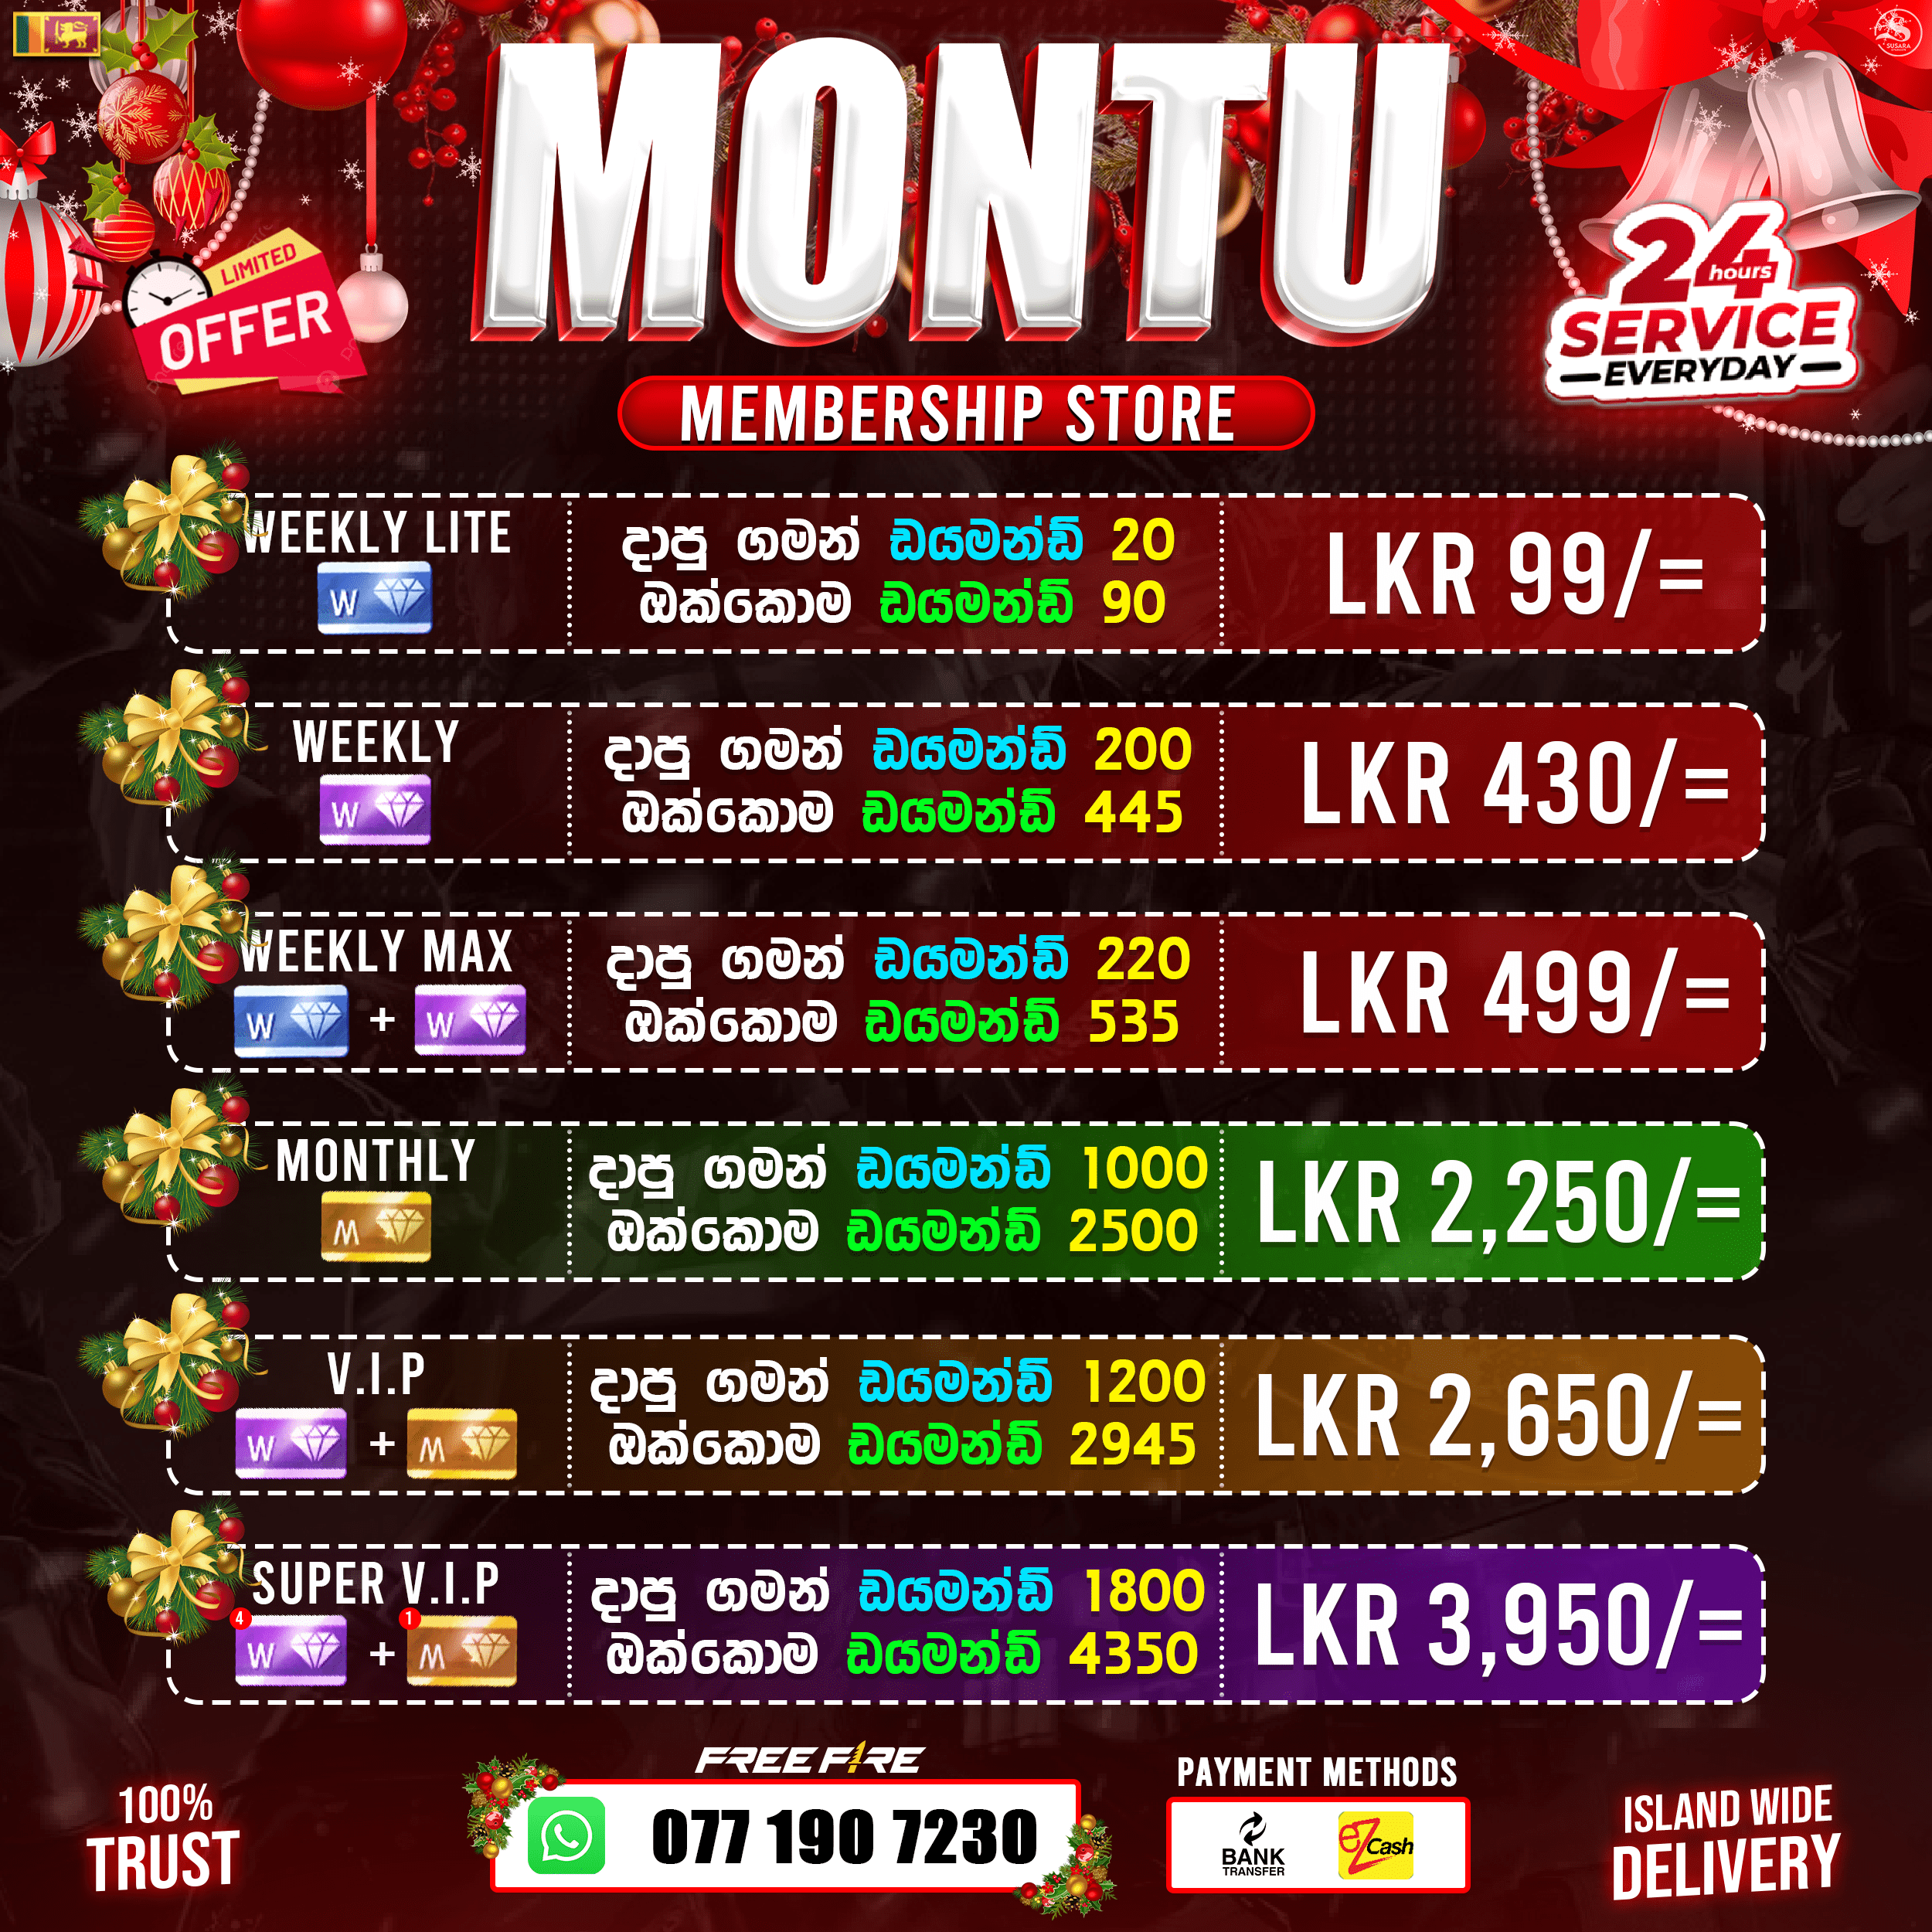 SUSARA
MONTU
LIMITED
OFFER
24
hours
SERVICE
EVERYDAY
MEMBERSHIP STORE
WEEKLY LITE
W
දාපු ගමන් ඩයමන්ඩ් 20
ඔක්කොම ඩයමන්ඩ් 90
LKR 99/=
WEEKLY
W
දාපු ගමන් ඩයමන්ඩ් 200
ඔක්කොම ඩයමන්ඩ් 445
LKR 430/=
WEEKLY MAX
W + W
දාපු ගමන් ඩයමන්ඩ් 220
ඔක්කොම ඩයමන්ඩ් 535
LKR 499/=
MONTHLY
M
දාපු ගමන් ඩයමන්ඩ් 1000
ඔක්කොම ඩයමන්ඩ් 2500
LKR 2,250/=
V.I.P
W + M
දාපු ගමන් ඩයමන්ඩ් 1200
ඔක්කොම ඩයමන්ඩ් 2945
LKR 2,650/=
SUPER V.I.P
4 1
W + M
දාපු ගමන් ඩයමන්ඩ් 1800
ඔක්කොම ඩයමන්ඩ් 4350
LKR 3,950/=
100%
TRUST
FREE FIRE
077 190 7230
PAYMENT METHODS
BANK
TRANSFER
eZ Cash
ISLAND WIDE
DELIVERY